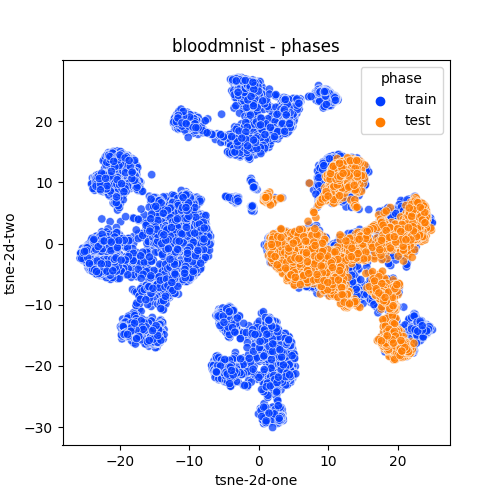 bloodmnist - phases
phase
train
test
20
10
0
−10
−20
−30
tsne-2d-two
−20
−10
0
10
20
tsne-2d-one